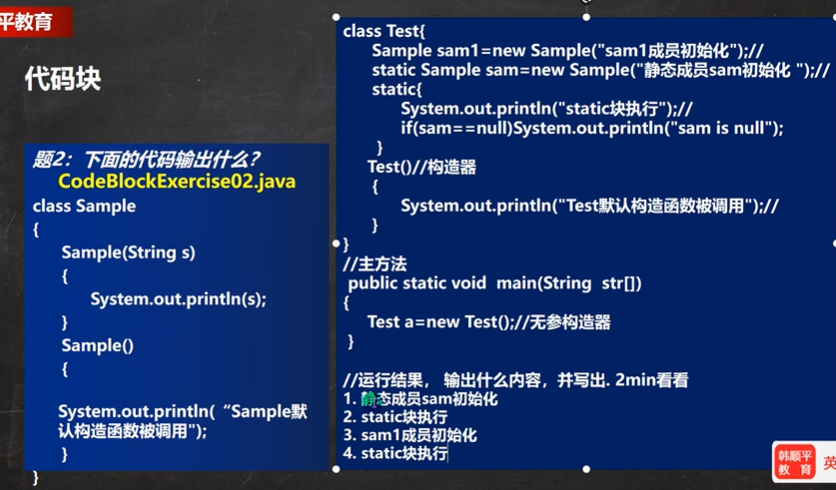 平教育
代码块
题2：下面的代码输出什么？
CodeBlockExercise02.java
class Sample
{
Sample(String s)
{
System.out.println(s);
}
Sample()
{
System.out.println(“Sample默
认构造函数被调用");
}
}
class Test{
Sample sam1=new Sample("sam1成员初始化");//
static Sample sam=new Sample("静态成员sam初始化 ");//
static{
System.out.println("static块执行");//
if(sam==null)System.out.println("sam is null");
}
Test()//构造器
{
System.out.println("Test默认构造函数被调用");//
}
}
//主方法
public static void main(String str[])
{
Test a=new Test();//无参构造器
}
//运行结果， 输出什么内容，并写出. 2min看看
1. 静态成员sam初始化
2. static块执行
3. sam1成员初始化
4. static块执行
韩顺平
教育
英